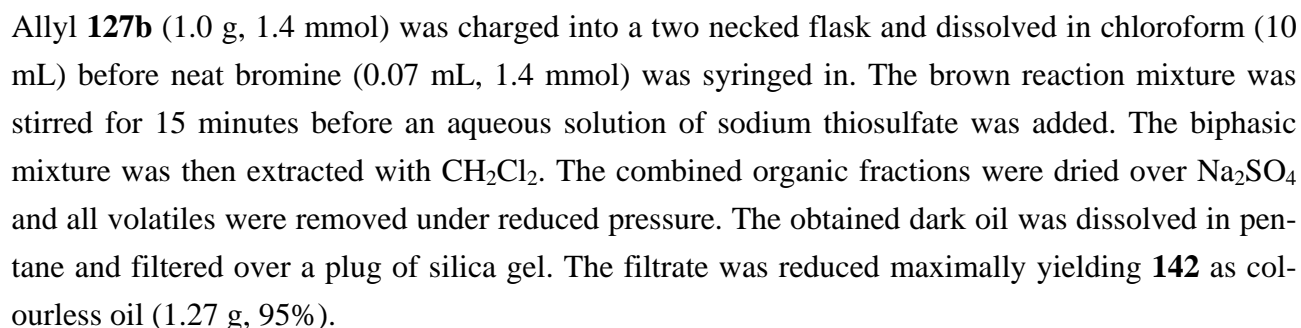 Allyl 127b (1.0 g, 1.4 mmol) was charged into a two necked flask and dissolved in chloroform (10
mL) before neat bromine (0.07 mL, 1.4 mmol) was syringed in. The brown reaction mixture was
stirred for 15 minutes before an aqueous solution of sodium thiosulfate was added. The biphasic
mixture was then extracted with CH₂Cl₂. The combined organic fractions were dried over Na₂SO₄
and all volatiles were removed under reduced pressure. The obtained dark oil was dissolved in pen-
tane and filtered over a plug of silica gel. The filtrate was reduced maximally yielding 142 as col-
ourless oil (1.27 g, 95%).